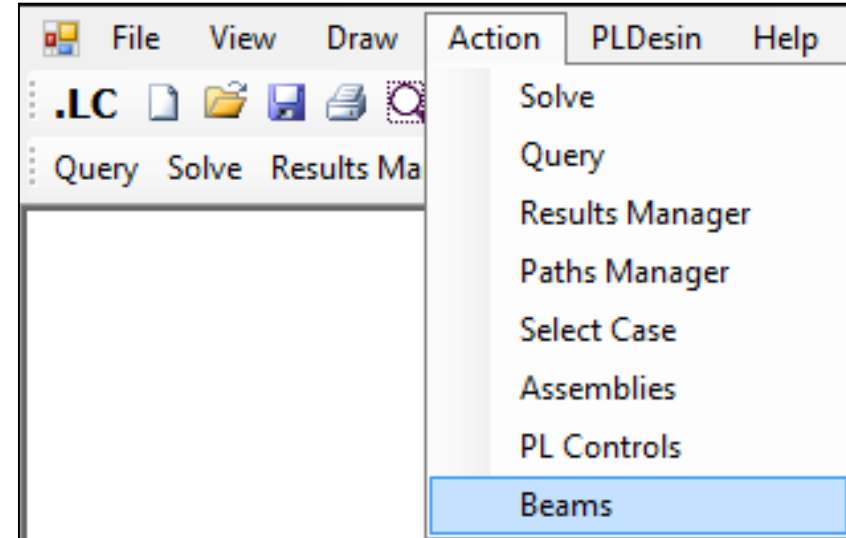 File View Draw Action PLDesin Help
.LC
Query Solve Results Ma
Solve
Query
Results Manager
Paths Manager
Select Case
Assemblies
PL Controls
Beams